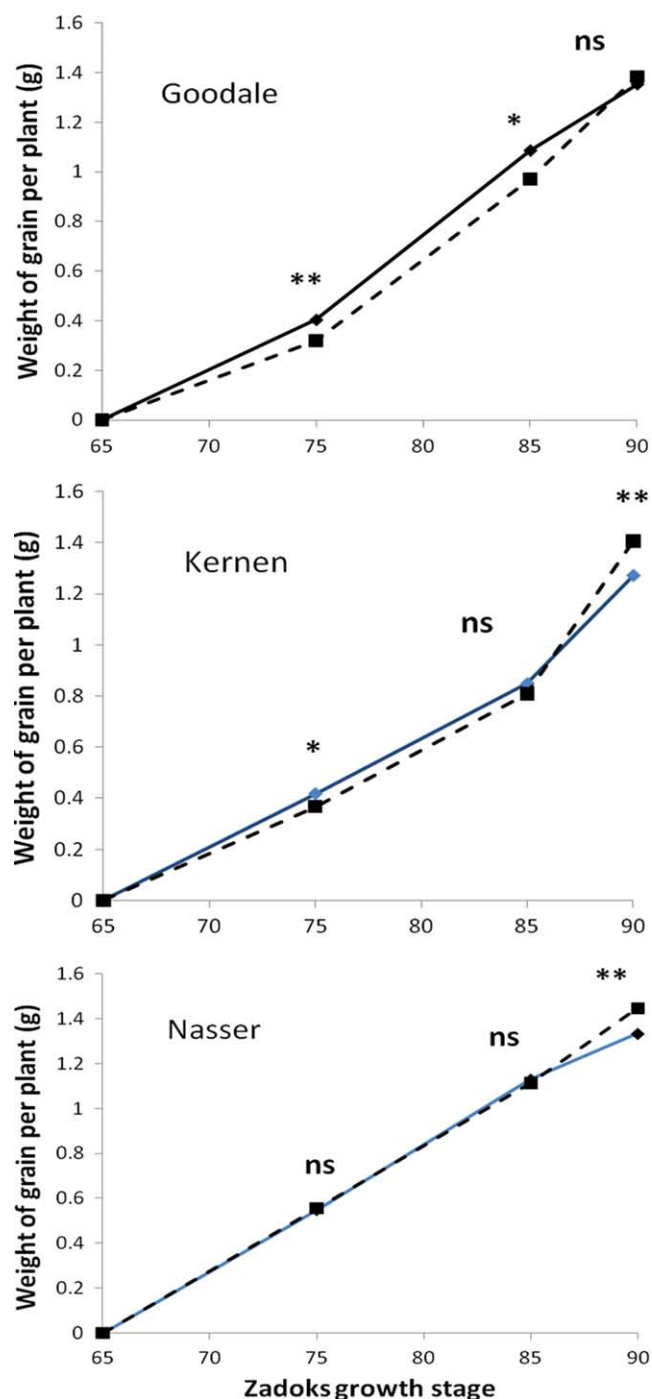 1.6
ns
Goodale
1.4
*
1.2
1
0.8
**
0.6
0.4
0.2
0
Weight of grain per plant (g)
65 70 75 80 85 90
1.6
**
1.4
Kernen
1.2
ns
1
0.8
*
0.6
0.4
0.2
0
Weight of grain per plant (g)
65 70 75 80 85 90
1.6
**
1.4
Nasser
ns
1.2
1
0.8
ns
0.6
0.4
0.2
0
Weight of grain per plant (g)
65 70 75 80 85 90
Zadoks growth stage